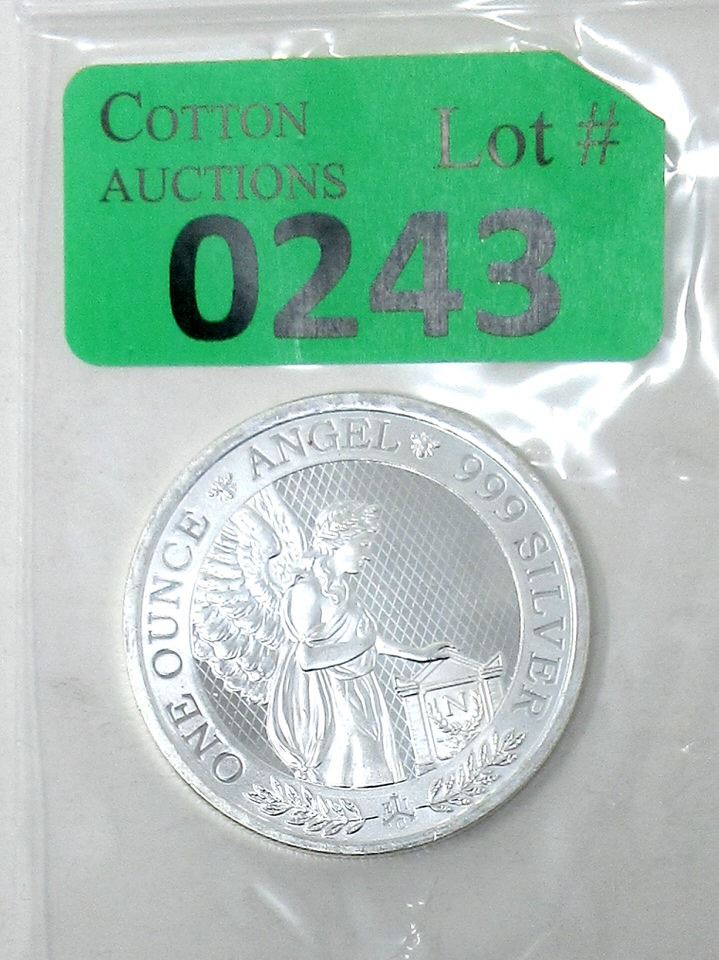 COTTON
AUCTIONS
Lot #
0243
ONE OUNCE * ANGEL * 999 SILVER
N